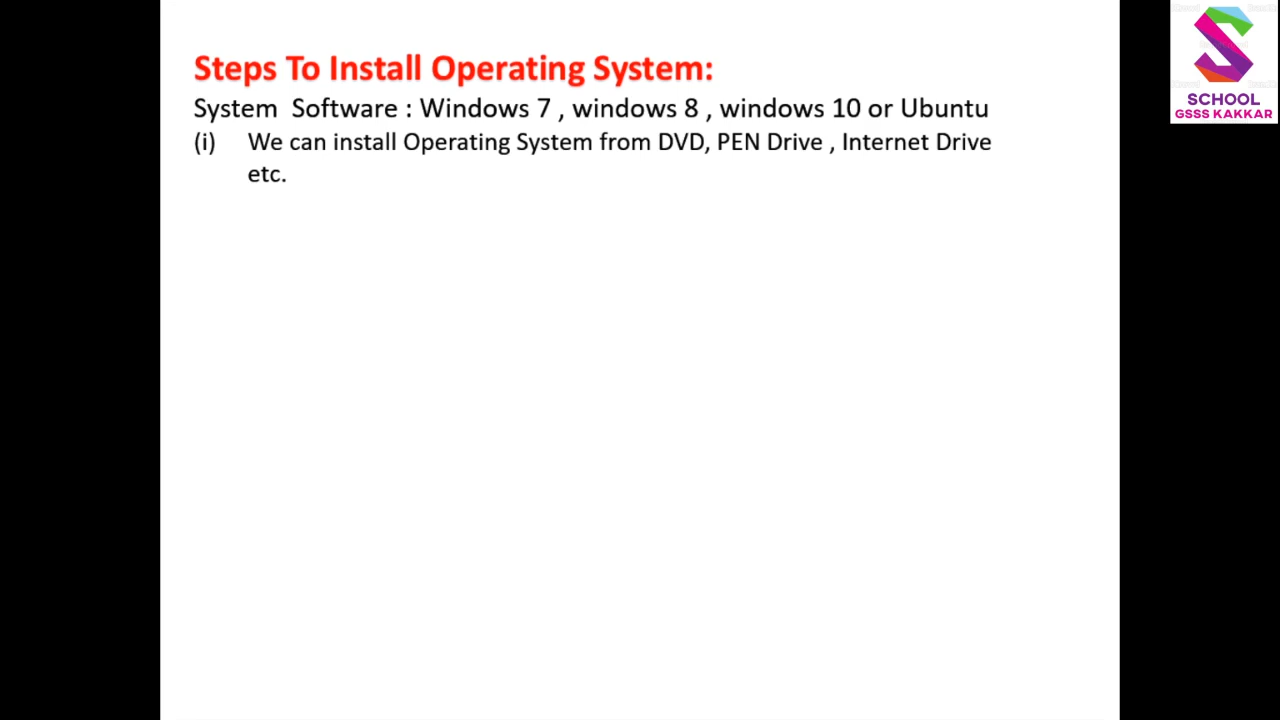 Steps To Install Operating System:
System Software : Windows 7 , windows 8 , windows 10 or Ubuntu
(i) We can install Operating System from DVD, PEN Drive , Internet Drive
etc.
SCHOOL
GSSS KAKKAR